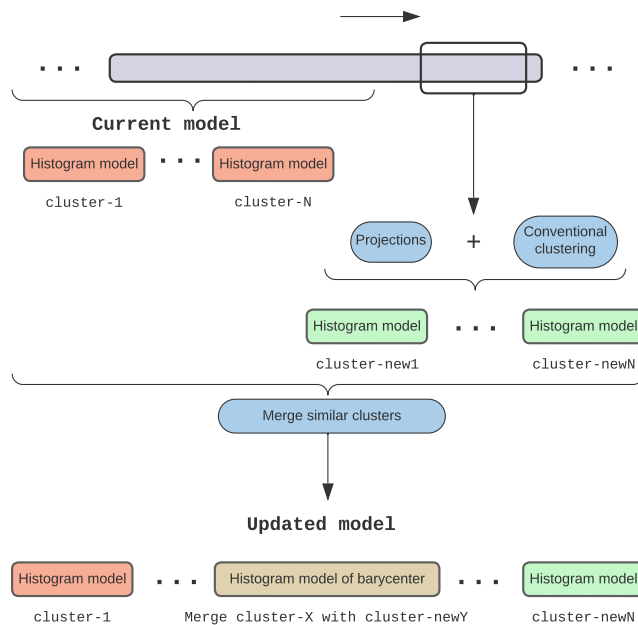 ...
...
Current model
Histogram model ... Histogram model
cluster-1 cluster-N
Projections + Conventional
clustering
Histogram model ... Histogram model
cluster-new1 cluster-newN
Merge similar clusters
Updated model
Histogram model ... Histogram model of barycenter ... Histogram model
cluster-1 Merge cluster-X with cluster-newY cluster-newN